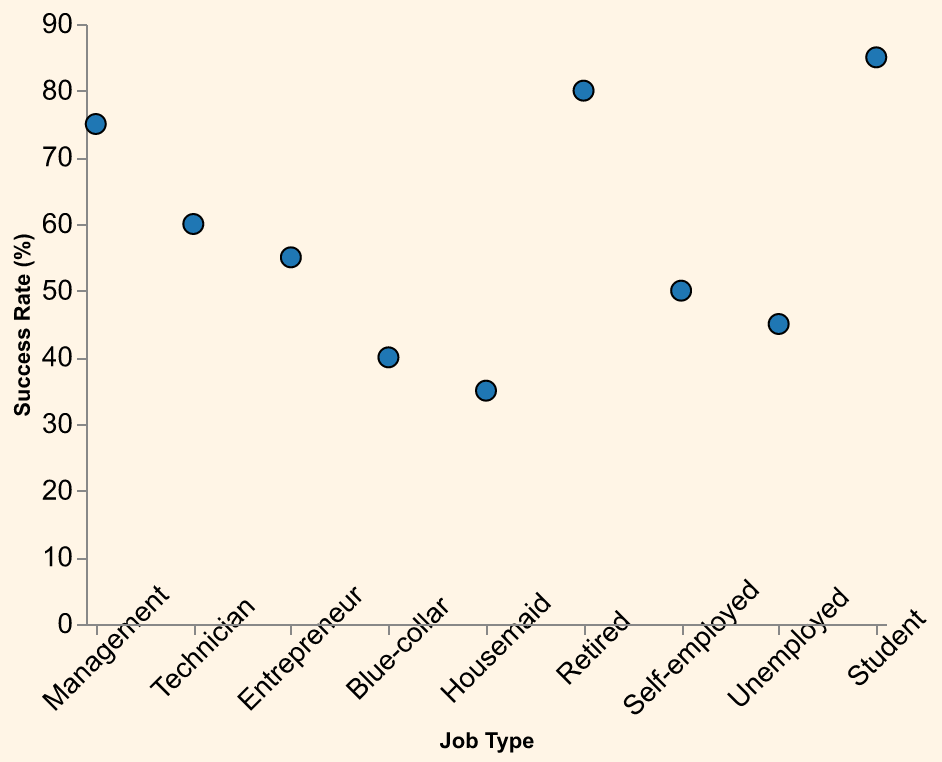 90
80
70
60
50
40
30
20
10
0
Success Rate (%)
Management
Technician
Entrepreneur
Blue-collar
Housemaid
Retired
Self-employed
Unemployed
Student
Job Type